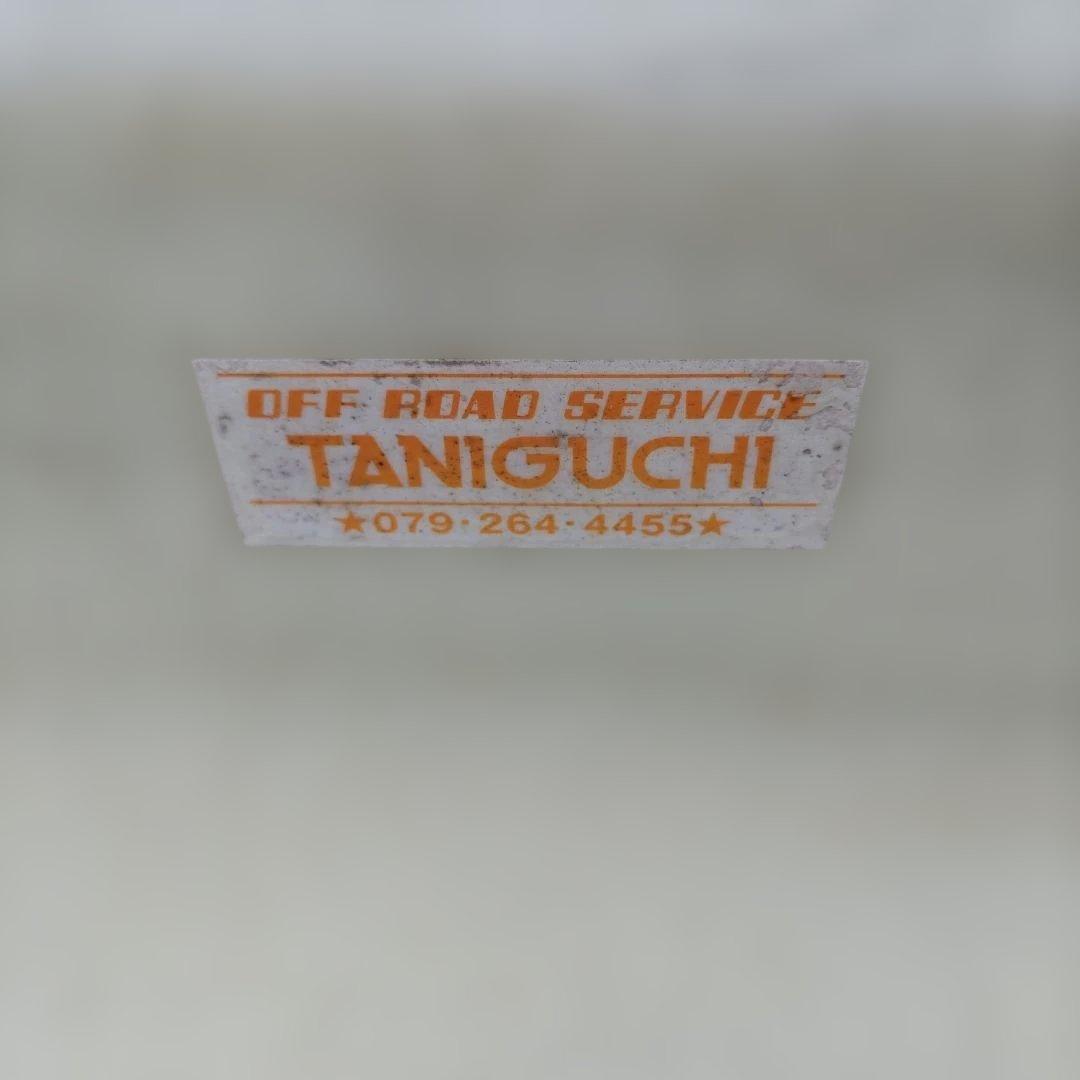 OFF ROAD SERVICE
TANIGUCHI
★079·264·4455★